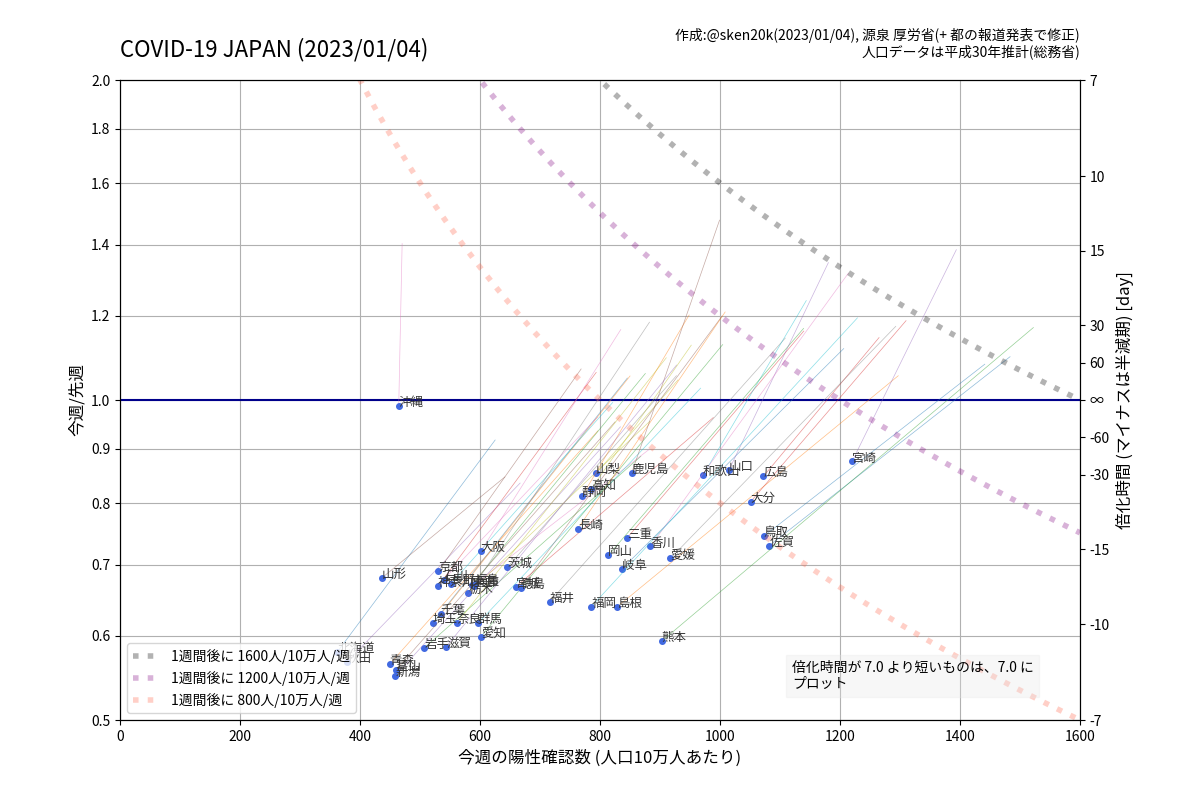 COVID-19 JAPAN (2023/01/04)
作成:@sken20k(2023/01/04), 源泉 厚労省(+ 都の報道発表で修正)
人口データは平成30年推計(総務省)
今週/先週
2.0
1.8
1.6
1.4
1.2
1.0
0.9
0.8
0.7
0.6
0.5
7
10
15
30
60
∞
-60
-30
-15
-10
-7
倍化時間 (マイナスは半減期) [day]
沖縄
宮崎
山口
和歌山
広島
山梨
鹿児島
高知
静岡
大分
長崎
三重
鳥取
香川
佐賀
大阪
岡山
愛媛
茨城
岐阜
京都
山形
栃木
徳島
福井
福岡
島根
千葉
埼玉
奈良
群馬
愛知
熊本
岩手
滋賀
青森
新潟
1週間後に 1600人/10万人/週
1週間後に 1200人/10万人/週
1週間後に 800人/10万人/週
倍化時間が 7.0 より短いものは、7.0 に
プロット
0
200
400
600
800
1000
1200
1400
1600
今週の陽性確認数 (人口10万人あたり)